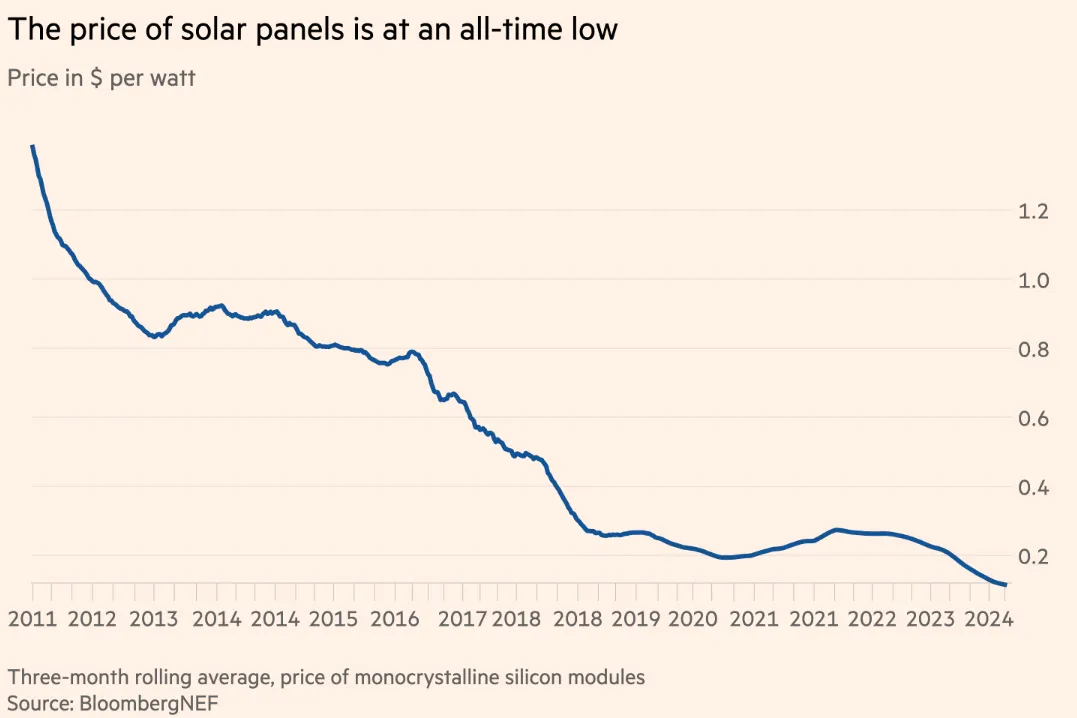 The price of solar panels is at an all-time low
Price in $ per watt
1.2
1.0
0.8
0.6
0.4
0.2
2011 2012 2013 2014 2014 2015 2016 2017 2018 2018 2019 2020 2021 2021 2022 2023 2024
Three-month rolling average, price of monocrystalline silicon modules
Source: BloombergNEF